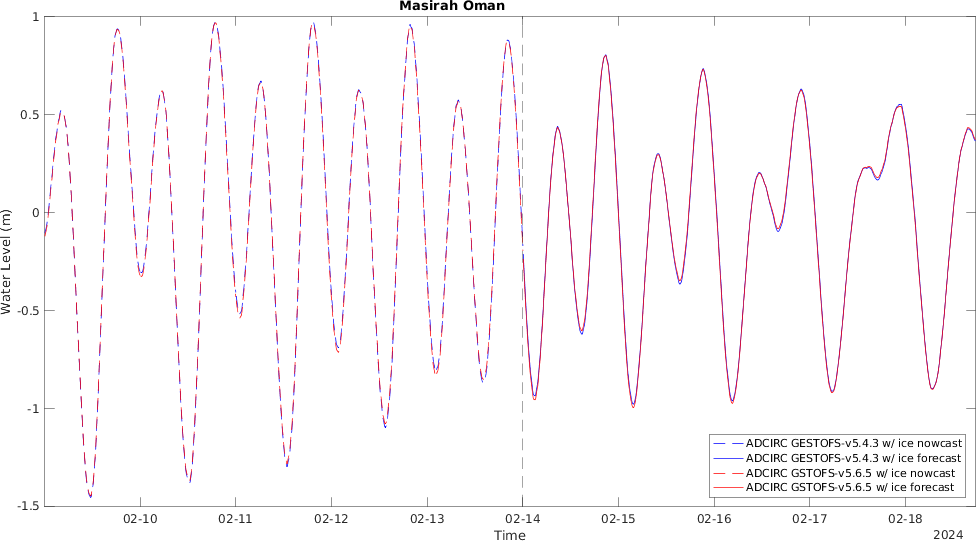 Masirah Oman
Water Level (m)
1
0.5
0
-0.5
-1
-1.5
ADCIRC GESTOFS-v5.4.3 w/ ice nowcast
ADCIRC GESTOFS-v5.4.3 w/ ice forecast
ADCIRC GSTOFS-v5.6.5 w/ ice nowcast
ADCIRC GSTOFS-v5.6.5 w/ ice forecast
02-10 02-11 02-12 02-13 02-14 02-15 02-16 02-17 02-18
Time
2024